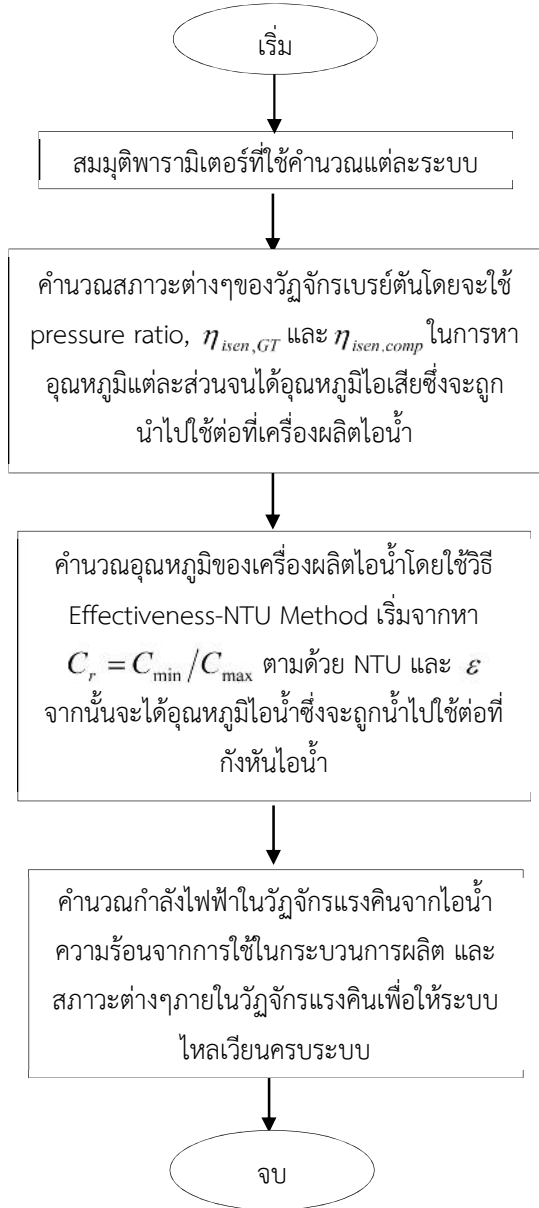 เริ่ม
สมมุติพารามิเตอร์ที่ใช้คำนวณแต่ละระบบ
คำนวณสภาวะต่างๆของวัฏจักรเบรย์ตันโดยจะใช้
pressure ratio, η isen,GT และ η isen,comp ในการหา
อุณหภูมิแต่ละส่วนจนได้อุณหภูมิไอเสียซึ่งจะถูก
นำไปใช้ต่อที่เครื่องผลิตไอน้ำ
คำนวณอุณหภูมิของเครื่องผลิตไอน้ำโดยใช้วิธี
Effectiveness-NTU Method เริ่มจากหา
C_r = C_min/C_max ตามด้วย NTU และ ε
จากนั้นจะได้อุณหภูมิไอน้ำซึ่งจะถูกน้ำไปใช้ต่อที่
กังหันไอน้ำ
คำนวณกำลังไฟฟ้าในวัฏจักรแรงคินจากไอน้ำ
ความร้อนจากการใช้ในกระบวนการผลิต และ
สภาวะต่างๆภายในวัฏจักรแรงคินเพื่อให้ระบบ
ไหลเวียนครบระบบ
จบ